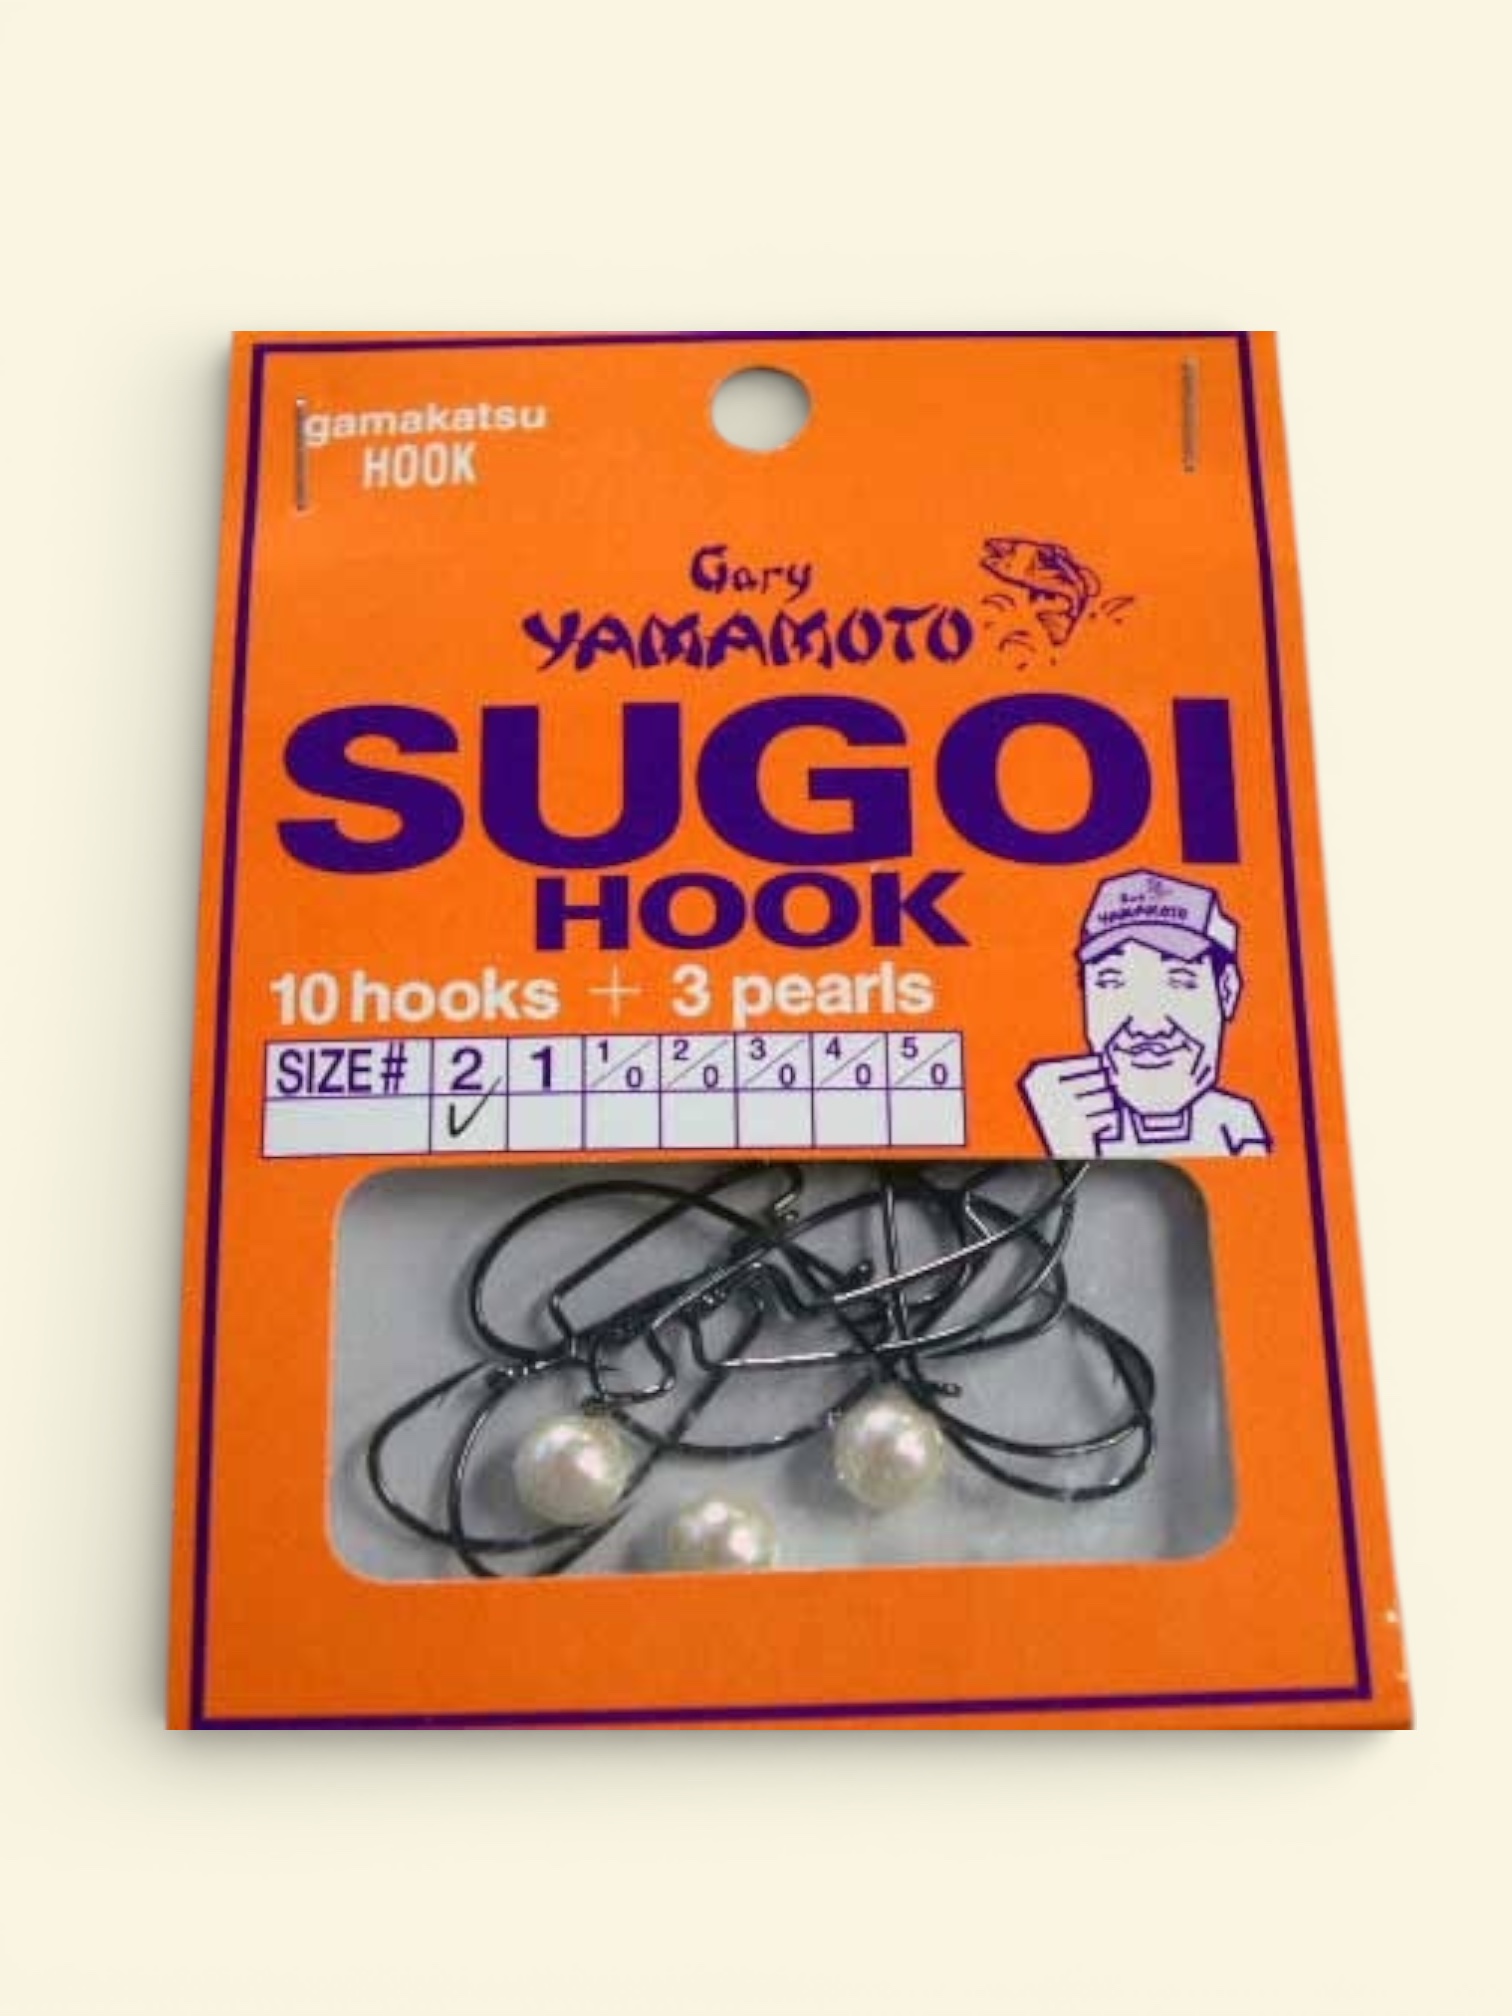 gamakatsu
HOOK
Gary
YAMAMOTO
SUGOI
HOOK
YAMAMOTO
10 hooks + 3 pearls
SIZE# 2 1 1/0 2/0 3/0 4/0 5/0
✓